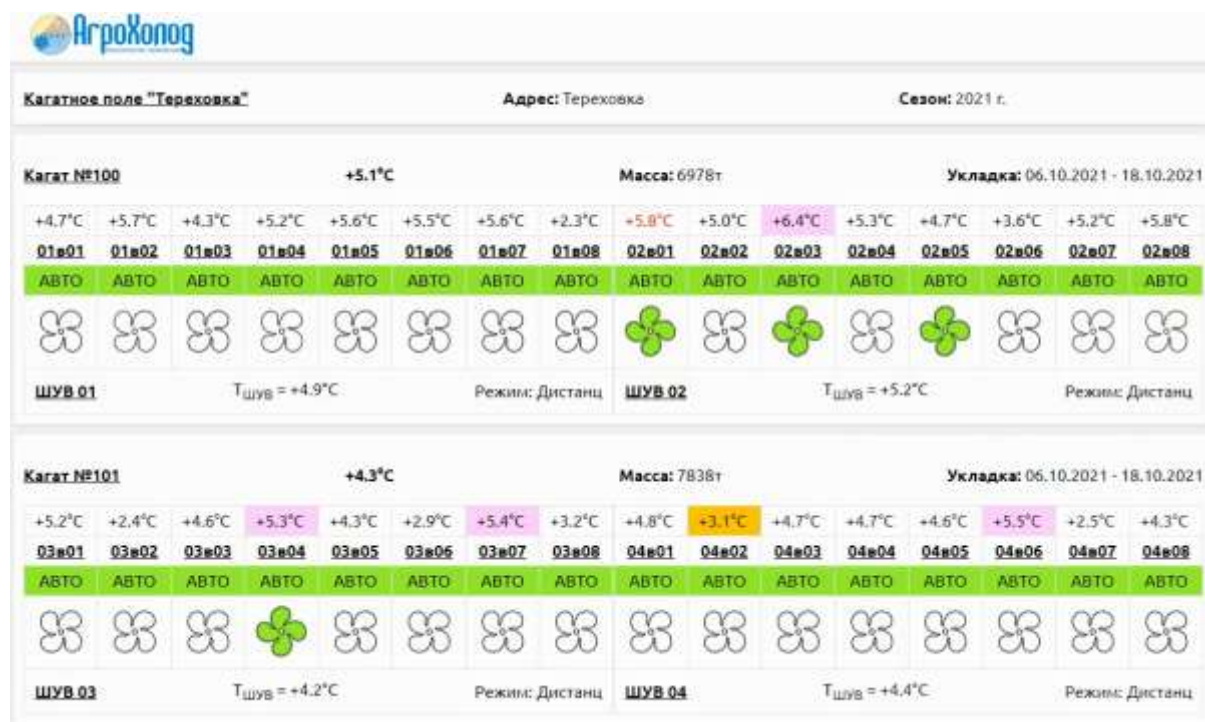 АгроХолод
Кагатное поле "Тереховка" Адрес: Тереховка Сезон: 2021 г.
Кагат №100 +5.1°C Масса: 6978т Укладка: 06.10.2021 - 18.10.2021
+4.7°C +5.7°C +4.3°C +5.2°C +5.6°C +5.5°C +5.6°C +2.3°C +5.8°C +5.0°C +6.4°C +5.3°C +4.7°C +3.6°C +5.2°C +5.8°C
01в01 01в02 01в03 01в04 01в05 01в06 01в07 01в08 02в01 02в02 02в03 02в04 02в05 02в06 02в07 02в08
АВТО АВТО АВТО АВТО АВТО АВТО АВТО АВТО АВТО АВТО АВТО АВТО АВТО АВТО АВТО АВТО
ШУВ 01 TШУВ = +4.9°C Режим: Дистанц ШУВ 02 TШУВ = +5.2°C Режим: Дистанц
Кагат №101 +4.3°C Масса: 7838т Укладка: 06.10.2021 - 18.10.2021
+5.2°C +2.4°C +4.6°C +5.3°C +4.3°C +2.9°C +5.4°C +3.2°C +4.8°C +3.1°C +4.7°C +4.7°C +4.6°C +5.5°C +2.5°C +4.3°C
03в01 03в02 03в03 03в04 03в05 03в06 03в07 03в08 04в01 04в02 04в03 04в04 04в05 04в06 04в07 04в08
АВТО АВТО АВТО АВТО АВТО АВТО АВТО АВТО АВТО АВТО АВТО АВТО АВТО АВТО АВТО АВТО
ШУВ 03 TШУВ = +4.2°C Режим: Дистанц ШУВ 04 TШУВ = +4.4°C Режим: Дистанц